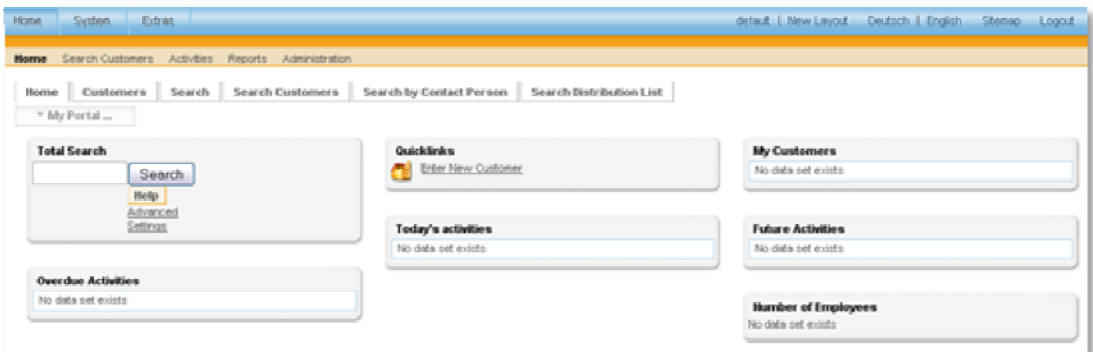 Home System Extras default | New Layout Deutsch | English Sitemap Logout
Home Search Customers Activities Reports Administration
Home Customers Search Search Customers Search by Contact Person Search Distribution List
My Portal ...
Total Search
Search
Help
Advanced
Settings
Overdue Activities
No data set exists
Quicklinks
Enter New Customer
Today's activities
No data set exists
My Customers
No data set exists
Future Activities
No data set exists
Number of Employees
No data set exists